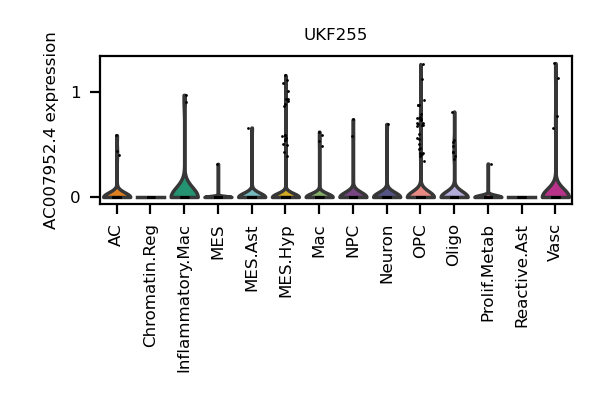 UKF255
AC007952.4 expression
1
0
AC
Chromatin.Reg
Inflammatory.Mac
MES
MES.Ast
MES.Hyp
Mac
NPC
Neuron
OPC
Oligo
Prolif.Metab
Reactive.Ast
Vasc